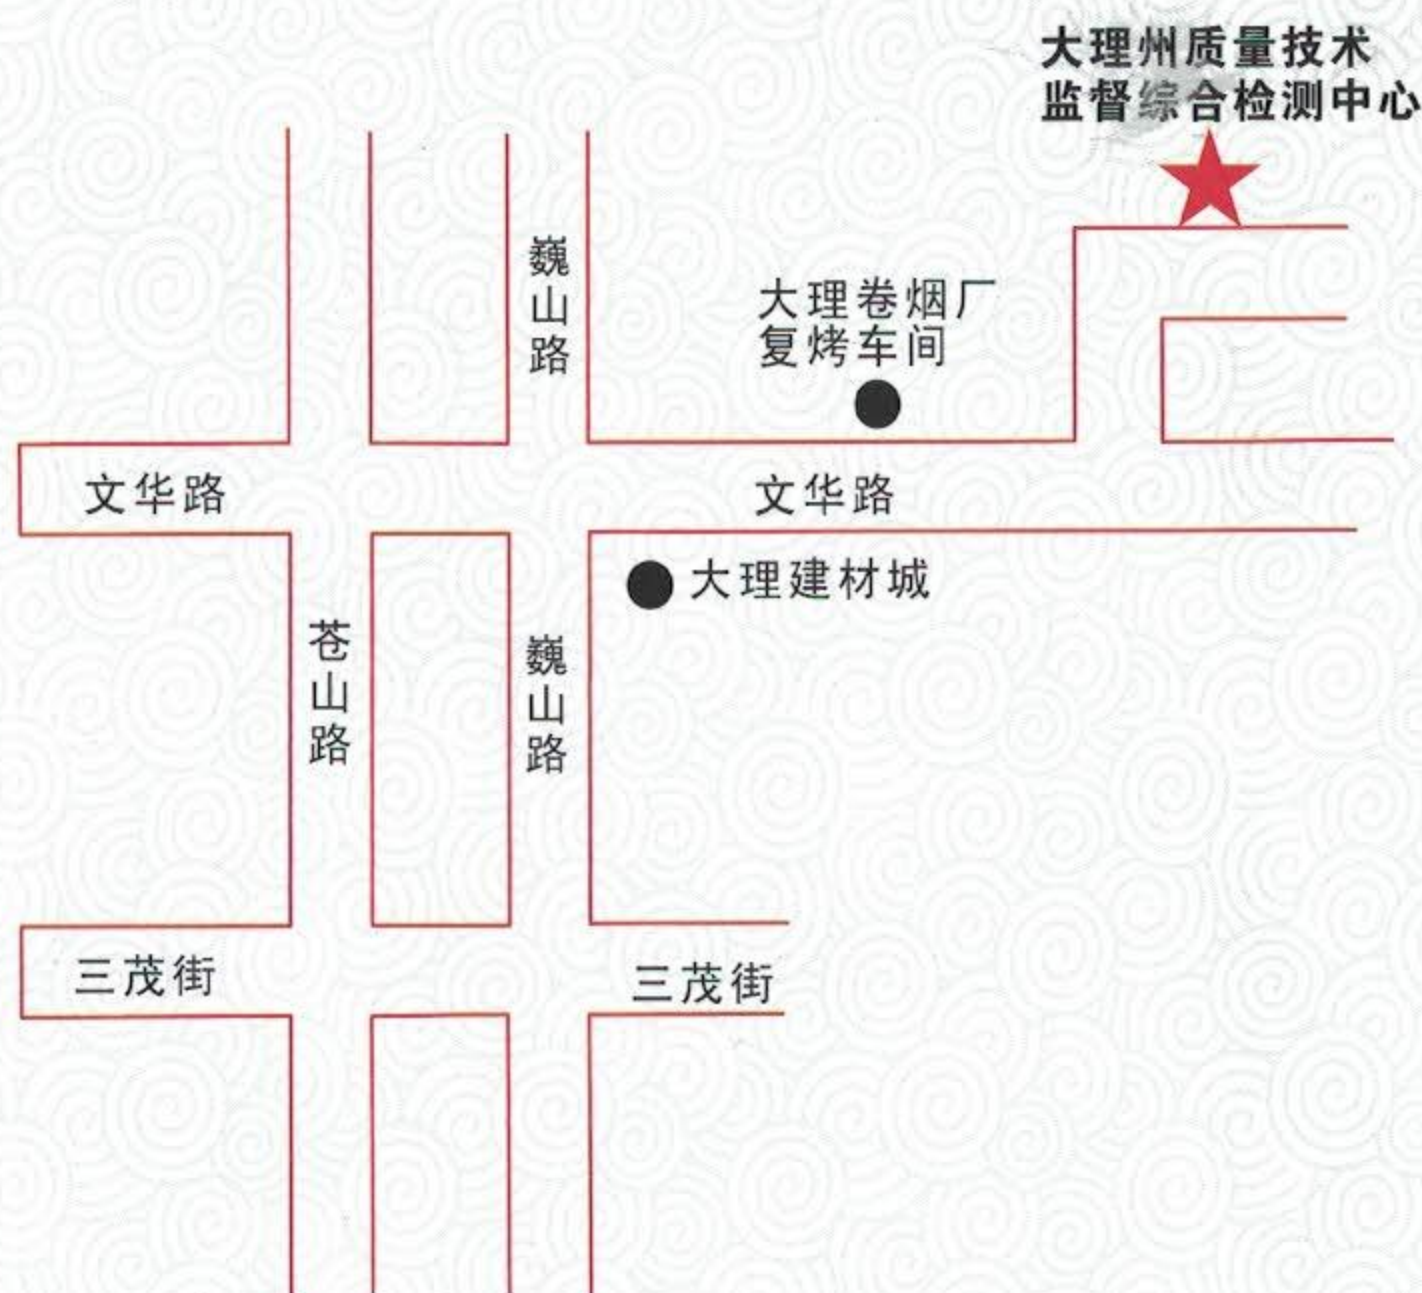 大理州质量技术
监督综合检测中心
巍山路
大理卷烟厂
复烤车间
文华路
文华路
大理建材城
苍山路
巍山路
三茂街
三茂街